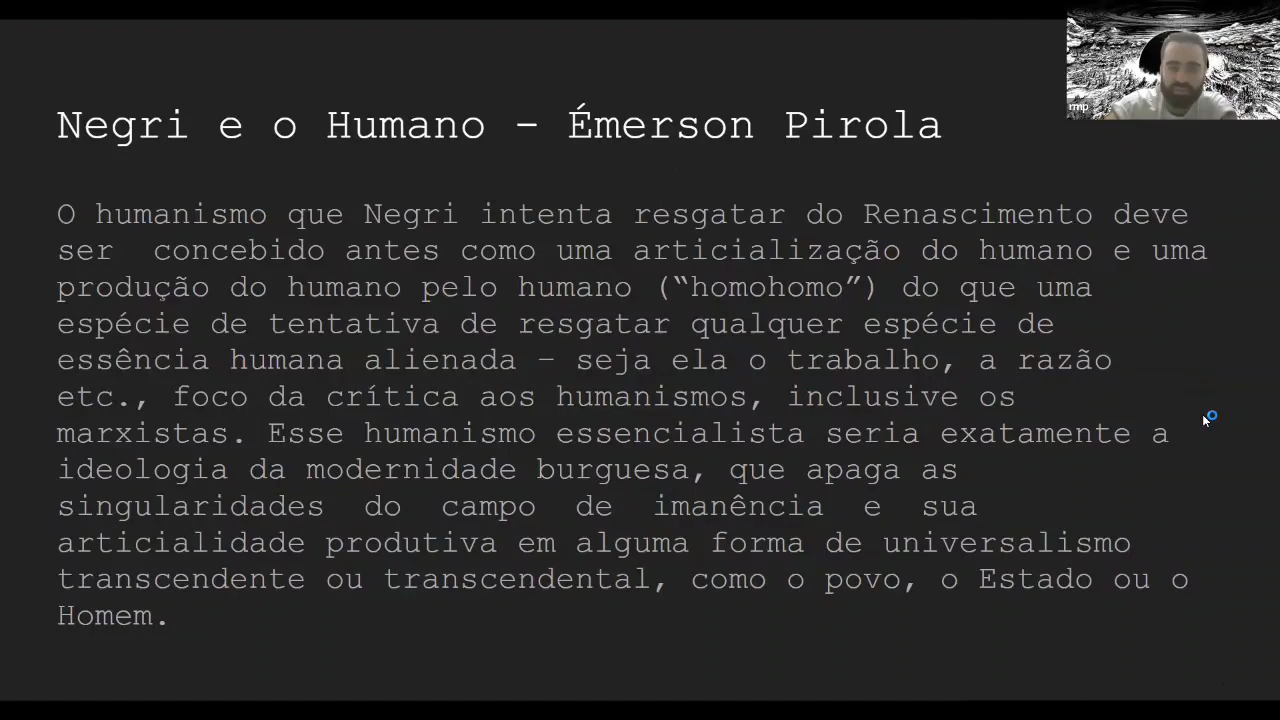 rmp
Negri e o Humano – Émerson Pirola
O humanismo que Negri intenta resgatar do Renascimento deve
ser concebido antes como uma articialização do humano e uma
produção do humano pelo humano (“homohomo”) do que uma
espécie de tentativa de resgatar qualquer espécie de
essência humana alienada – seja ela o trabalho, a razão
etc., foco da crítica aos humanismos, inclusive os
marxistas. Esse humanismo essencialista seria exatamente a
ideologia da modernidade burguesa, que apaga as
singularidades do campo de imanência e sua
articialidade produtiva em alguma forma de universalismo
transcendente ou transcendental, como o povo, o Estado ou o
Homem.